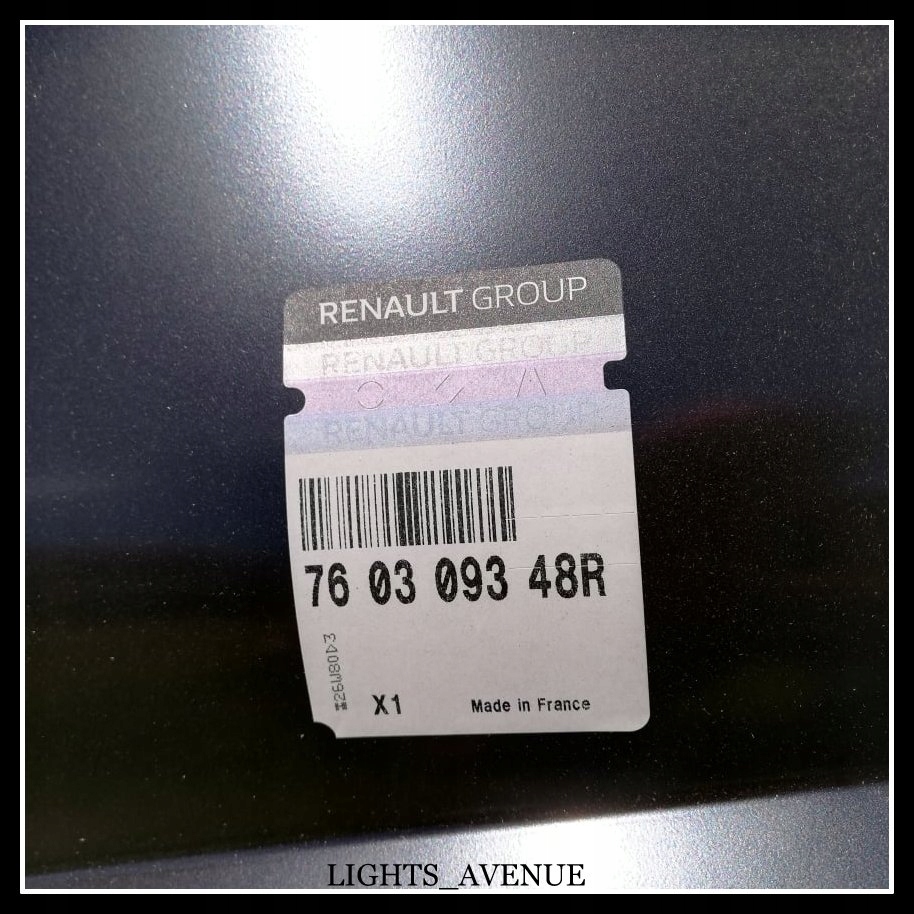 RENAULT GROUP
RENAULT GROUP
RENAULT GROUP
76 03 093 48R
X1
Made in France
LIGHTS_AVENUE